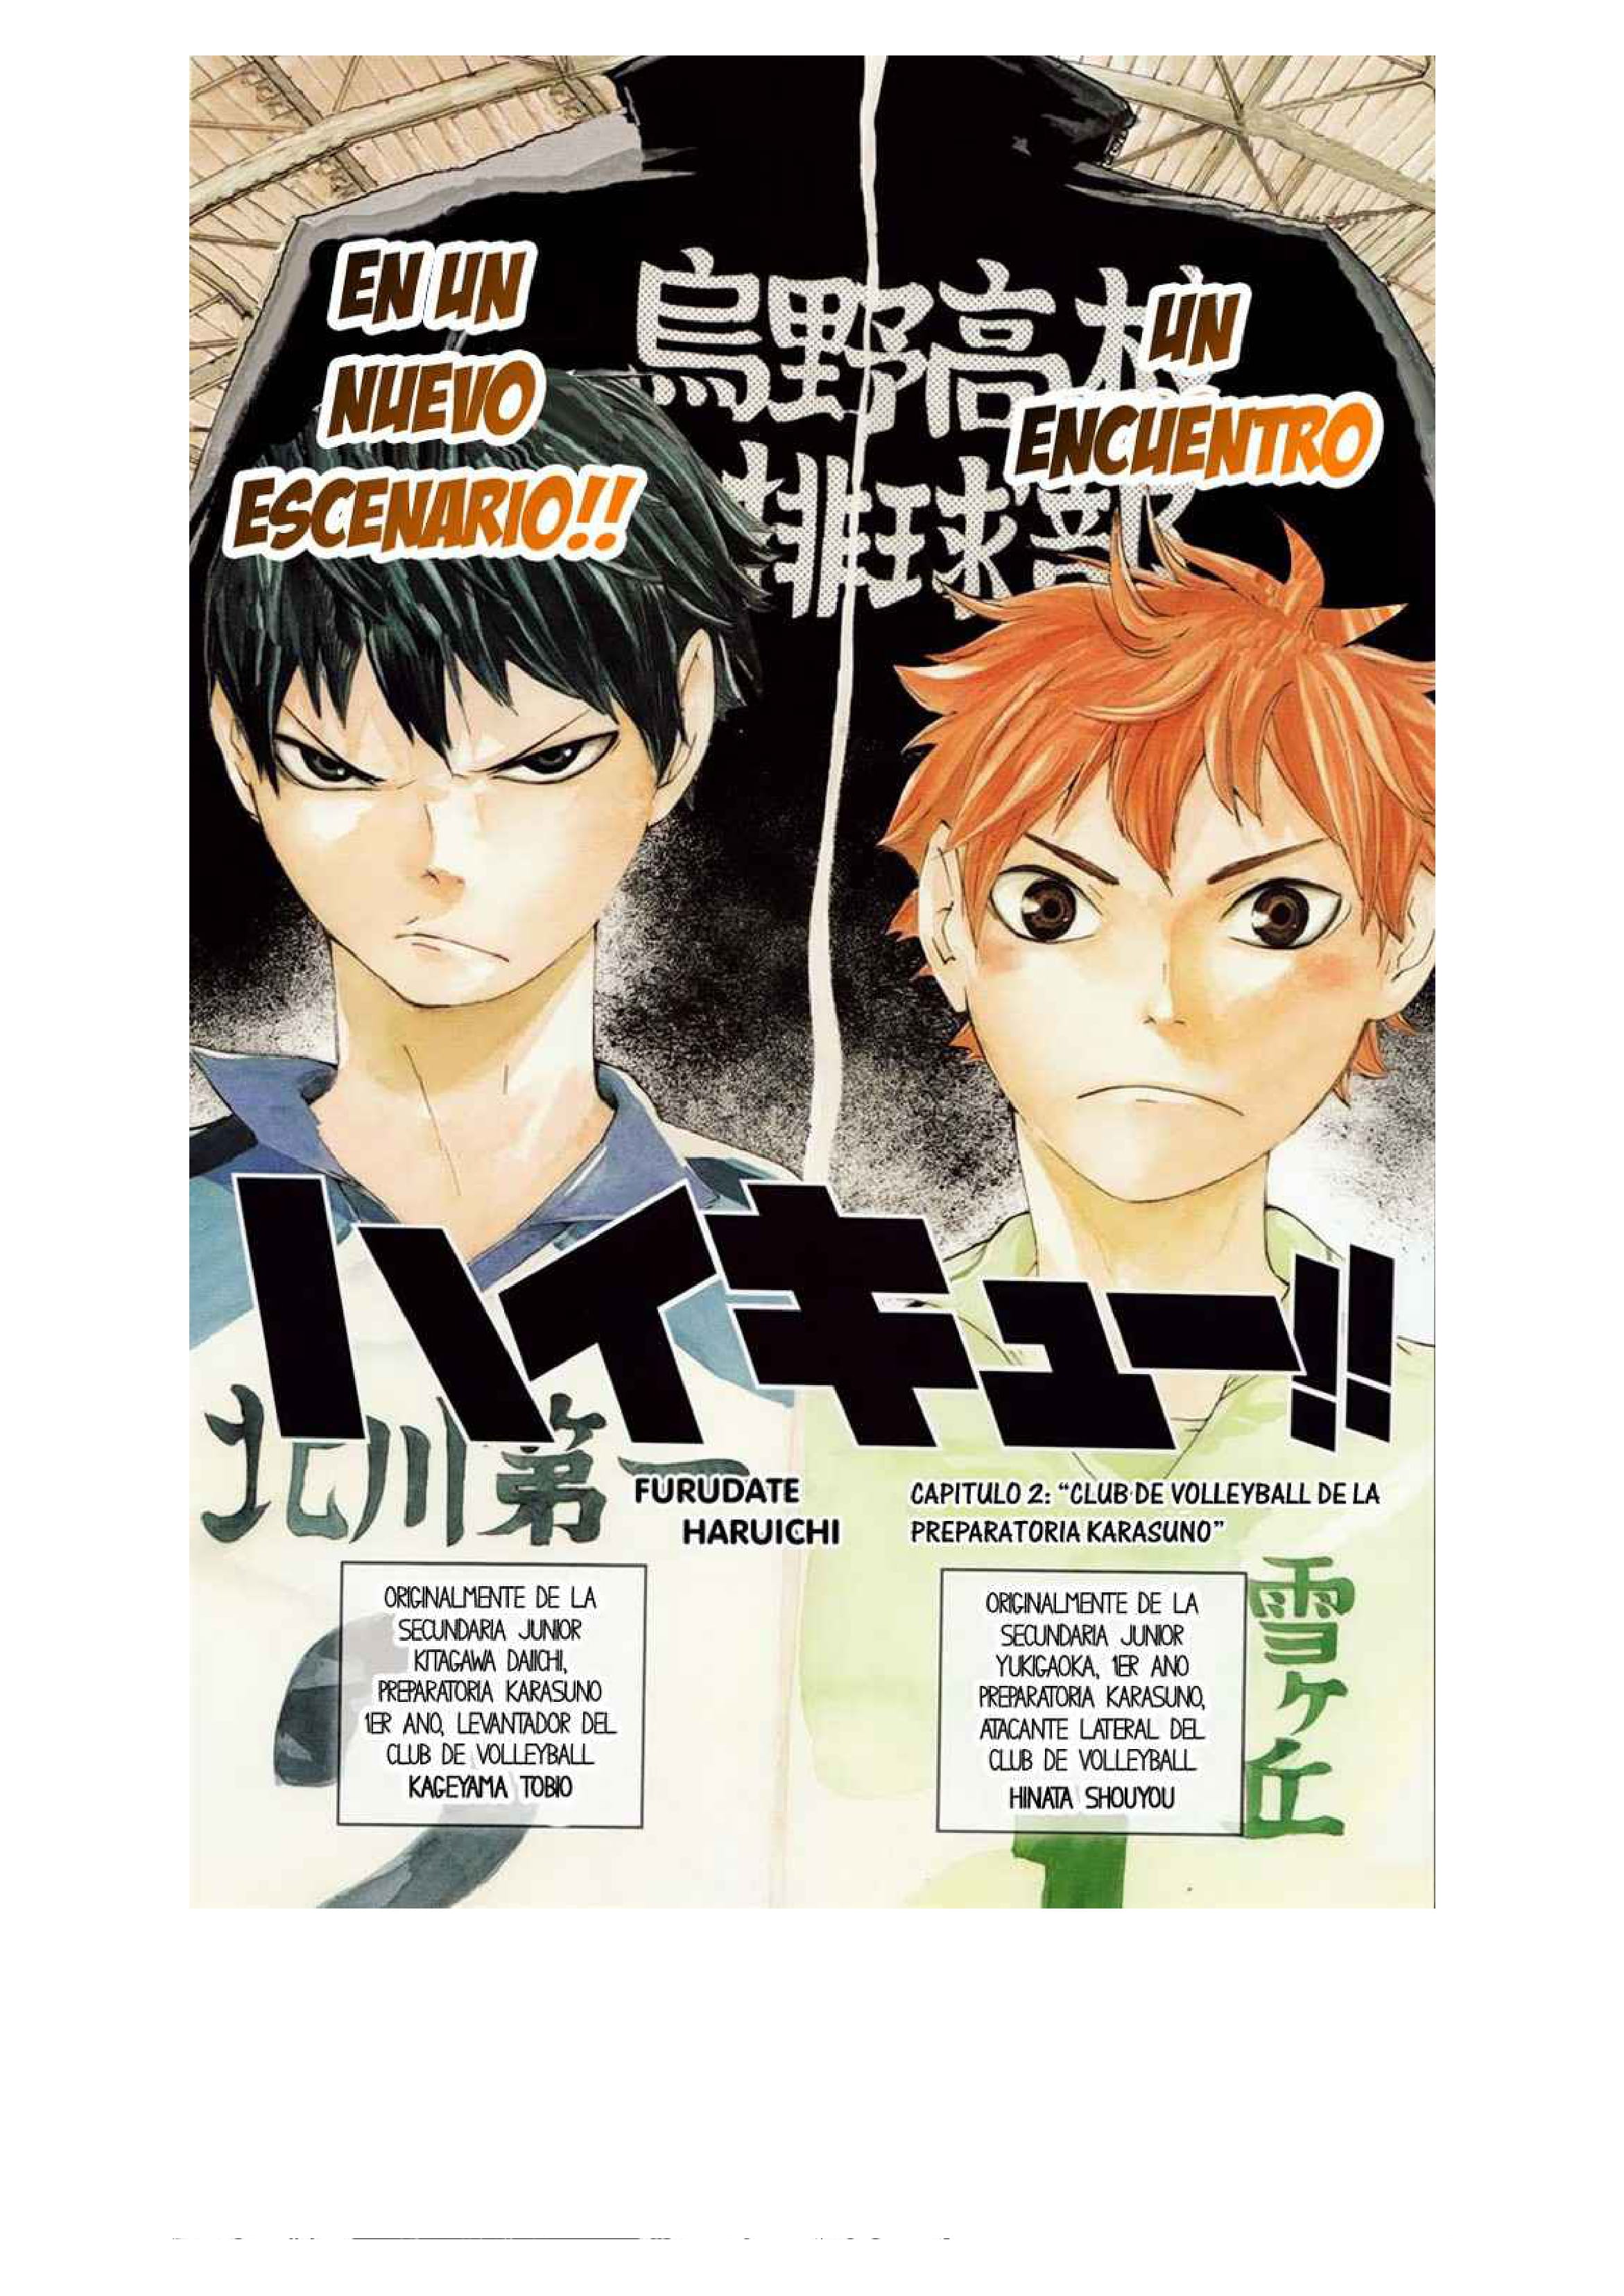 UN
ENCUENTRO
EN UN
NUEVO
ESCENARIO!!
烏野高校
排球部
ハイキュー!!
北川第一
FURUDATE
HARUICHI
CAPITULO 2: “CLUB DE VOLLEYBALL DE LA
PREPARATORIA KARASUNO”
ORIGINALMENTE DE LA
SECUNDARIA JUNIOR
KITAGAWA DAIICHI,
PREPARATORIA KARASUNO
1ER ANO, LEVANTADOR DEL
CLUB DE VOLLEYBALL
KAGEYAMA TOBIO
ORIGINALMENTE DE LA
SECUNDARIA JUNIOR
YUKIGAOKA, 1ER ANO
PREPARATORIA KARASUNO,
ATACANTE LATERAL DEL
CLUB DE VOLLEYBALL
HINATA SHOUYOU
雪ヶ丘
1